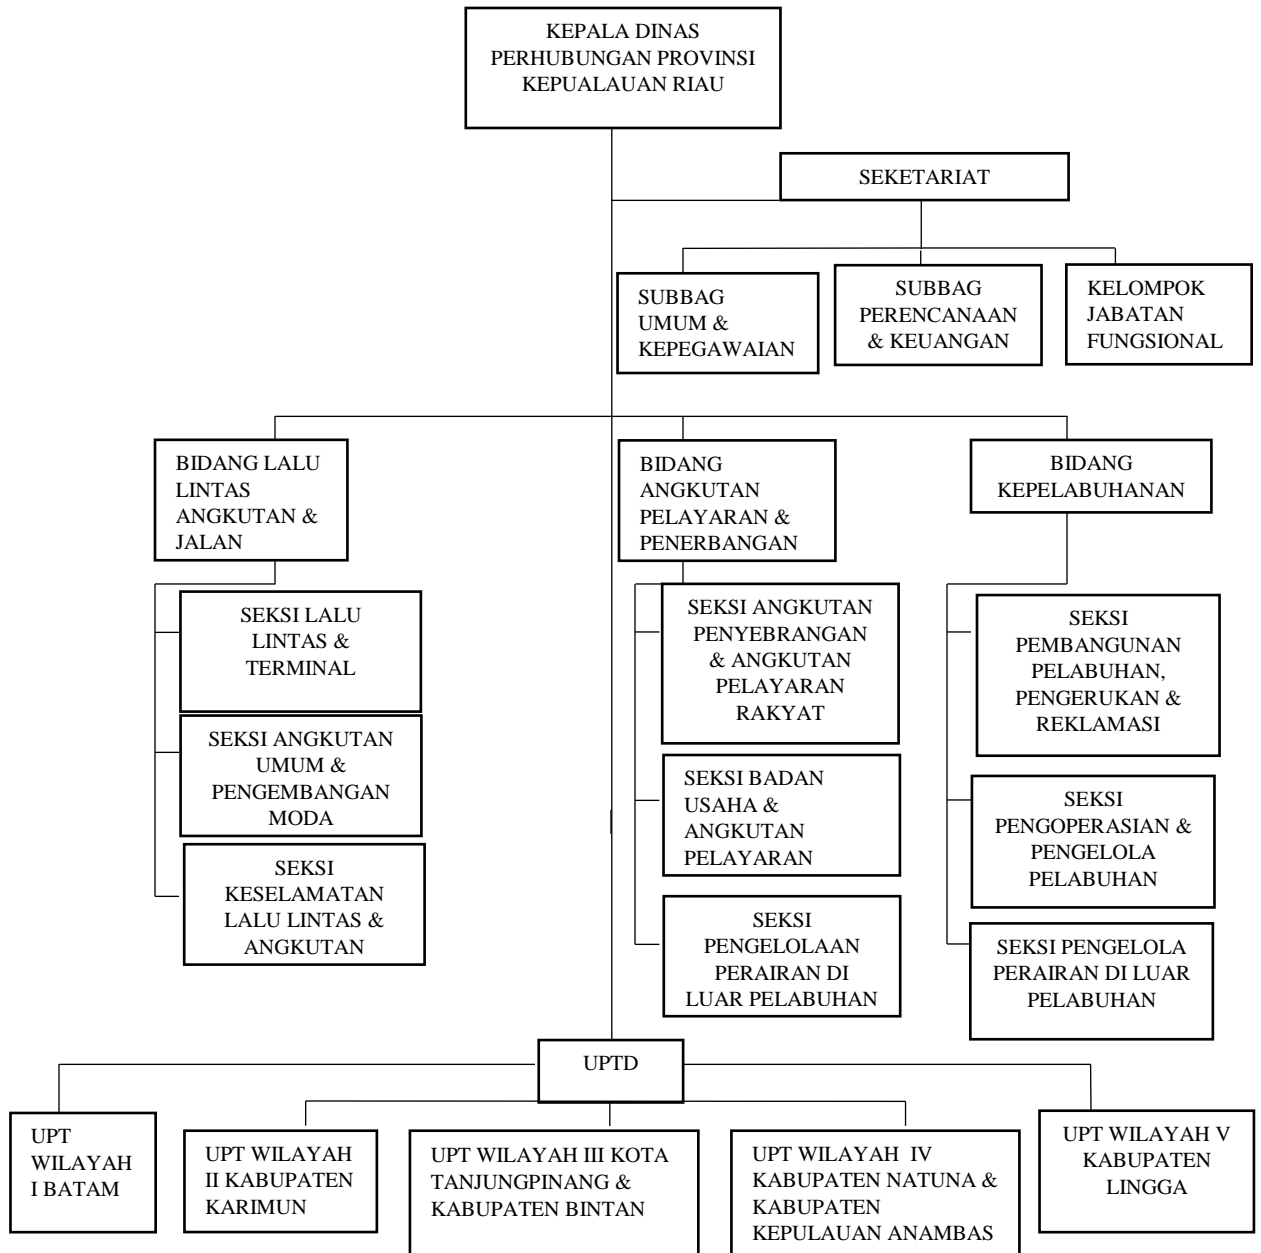 KEPALA DINAS
PERHUBUNGAN PROVINSI
KEPUALAUAN RIAU
SEKETARIAT
SUBBAG
UMUM &
KEPEGAWAIAN
SUBBAG
PERENCANAAN
& KEUANGAN
KELOMPOK
JABATAN
FUNGSIONAL
BIDANG LALU
LINTAS
ANGKUTAN &
JALAN
BIDANG
ANGKUTAN
PELAYARAN &
PENERBANGAN
BIDANG
KEPELABUHANAN
SEKSI LALU
LINTAS &
TERMINAL
SEKSI ANGKUTAN
UMUM &
PENGEMBANGAN
MODA
SEKSI
KESELAMATAN
LALU LINTAS &
ANGKUTAN
SEKSI ANGKUTAN
PENYEBRANGAN
& ANGKUTAN
PELAYARAN
RAKYAT
SEKSI BADAN
USAHA &
ANGKUTAN
PELAYARAN
SEKSI
PENGELOLAAN
PERAIRAN DI
LUAR PELABUHAN
SEKSI
PEMBANGUNAN
PELABUHAN,
PENGERUKAN &
REKLAMASI
SEKSI
PENGOPERASIAN &
PENGELOLA
PELABUHAN
SEKSI PENGELOLA
PERAIRAN DI LUAR
PELABUHAN
UPTD
UPT
WILAYAH
I BATAM
UPT WILAYAH
II KABUPATEN
KARIMUN
UPT WILAYAH III KOTA
TANJUNGPINANG &
KABUPATEN BINTAN
UPT WILAYAH IV
KABUPATEN NATUNA &
KABUPATEN
KEPULAUAN ANAMBAS
UPT WILAYAH V
KABUPATEN
LINGGA